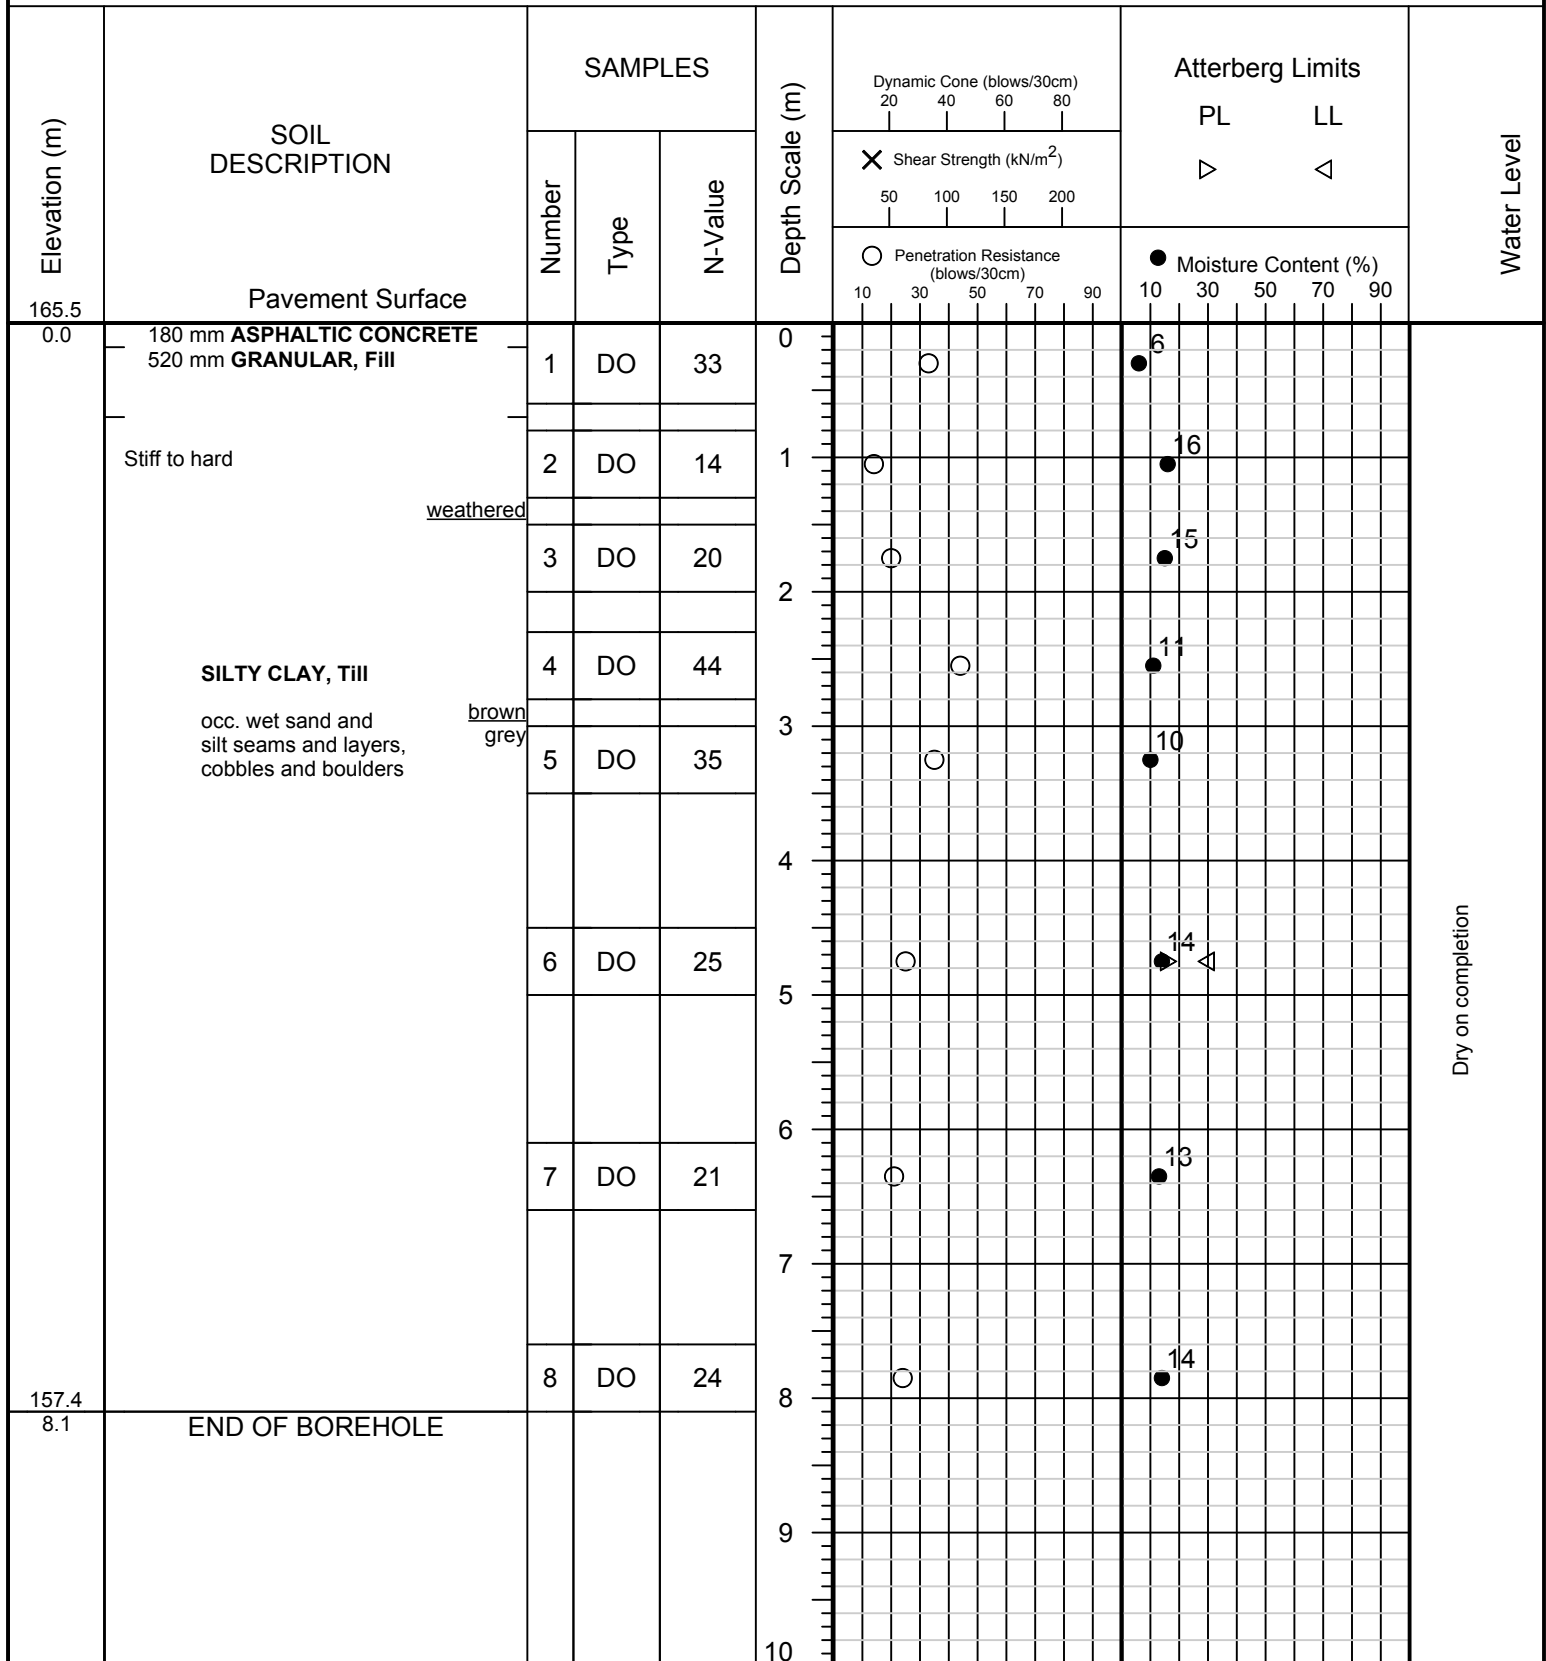 Elevation (m)
SOIL
DESCRIPTION
SAMPLES
Number
Type
N-Value
Depth Scale (m)
Dynamic Cone (blows/30cm)
20 40 60 80
Shear Strength (kN/m2)
50 100 150 200
Penetration Resistance
(blows/30cm)
10 30 50 70 90
Atterberg Limits
PL LL
Moisture Content (%)
10 30 50 70 90
Water Level
165.5
Pavement Surface
0.0
180 mm ASPHALTIC CONCRETE
520 mm GRANULAR, Fill
0
1 DO 33
6
Stiff to hard
2 DO 14
1
16
weathered
3 DO 20
15
2
SILTY CLAY, Till
4 DO 44
11
occ. wet sand and
silt seams and layers,
cobbles and boulders
brown
grey
3
5 DO 35
10
4
6 DO 25
14
5
Dry on completion
6
7 DO 21
13
7
8 DO 24
14
157.4
8
8.1
END OF BOREHOLE
9
10